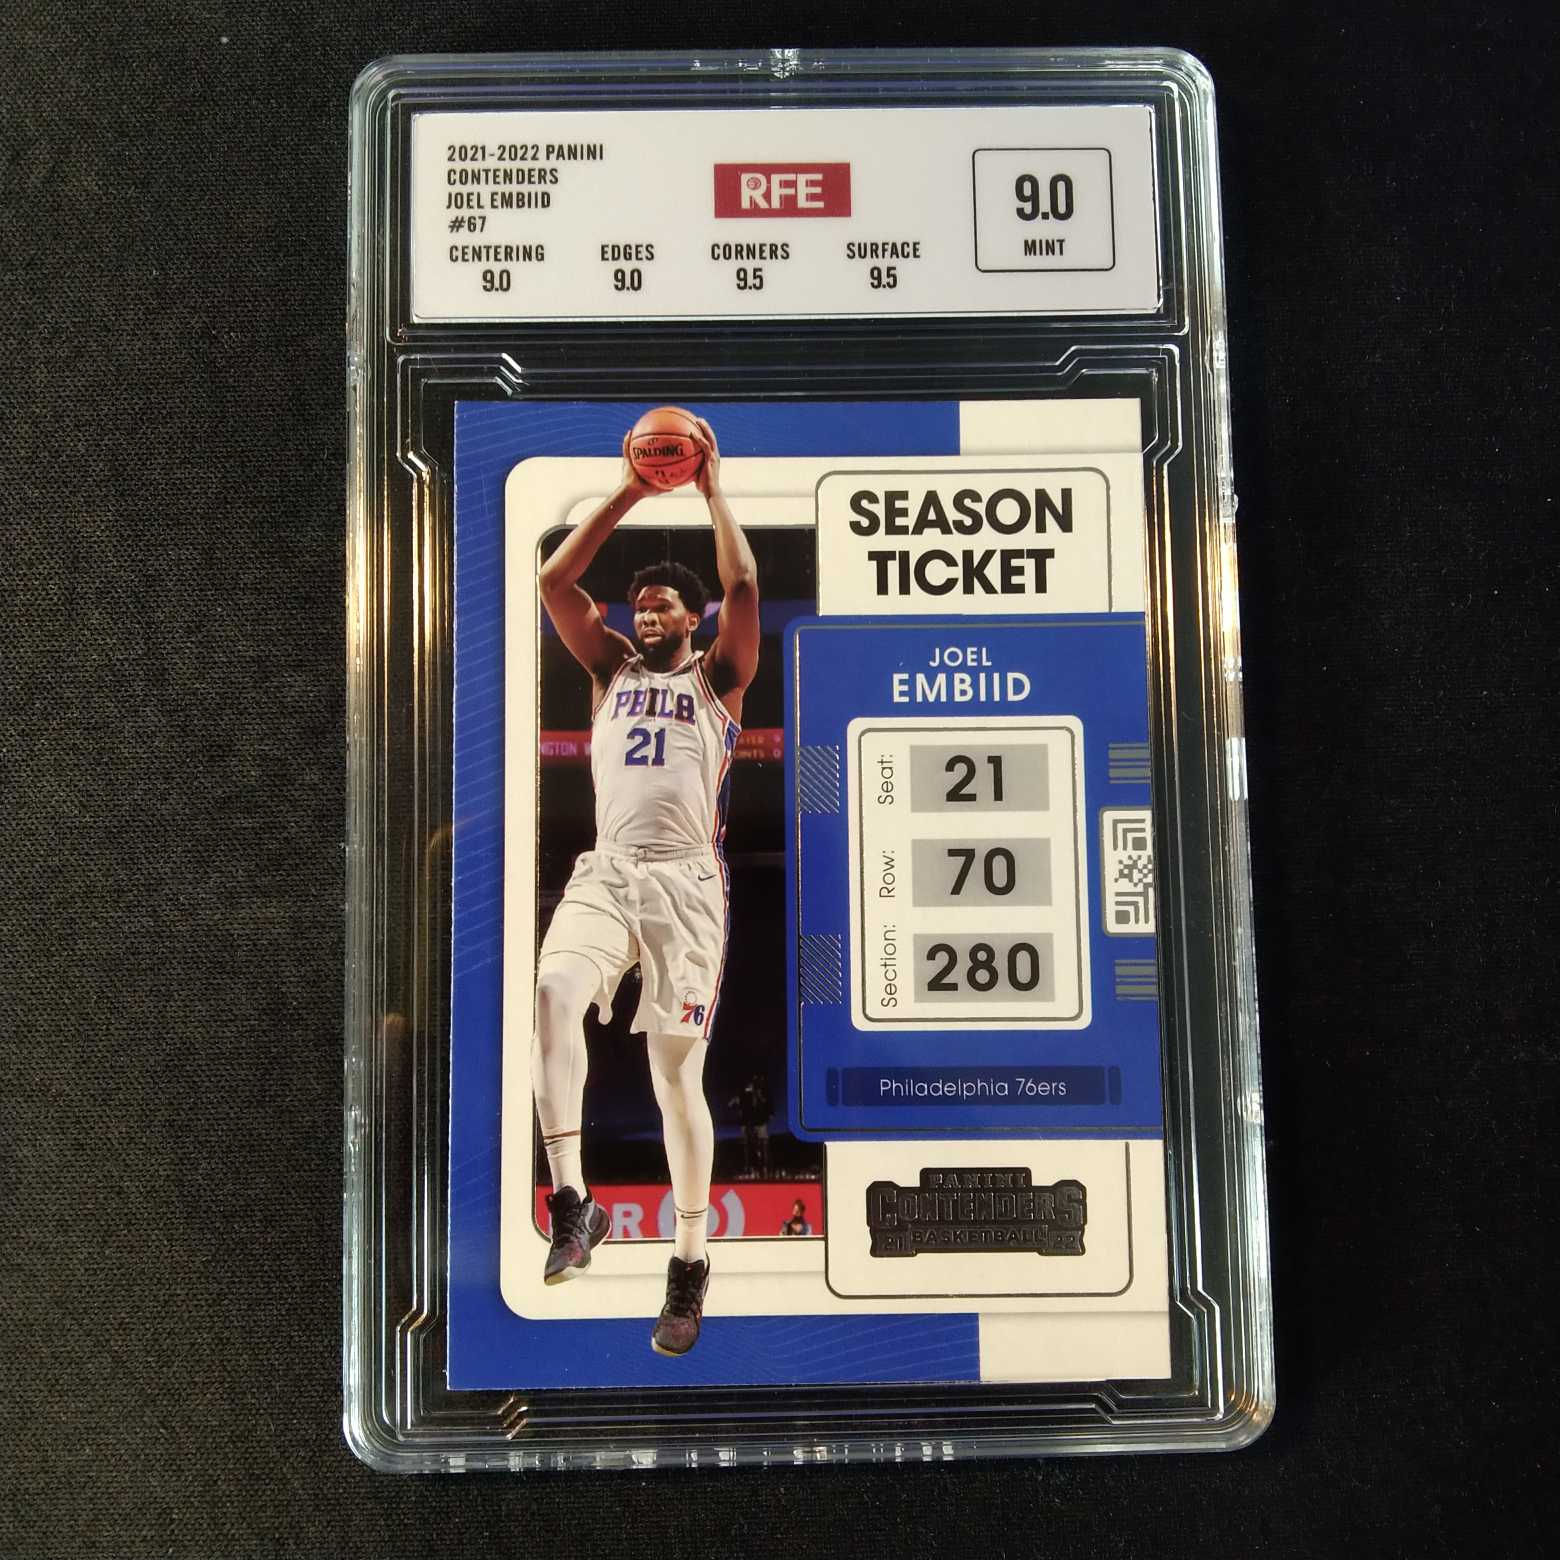 2021-2022 PANINI
CONTENDERS
JOEL EMBIID
#67
RFE
9.0
MINT
CENTERING
9.0
EDGES
9.0
CORNERS
9.5
SURFACE
9.5
SPALDING
SEASON
TICKET
JOEL
EMBIID
PHILA
21
Seat:
21
Row:
70
Section:
280
76
Philadelphia 76ers
PANINI
CONTENDERS
21 BASKETBALL 22